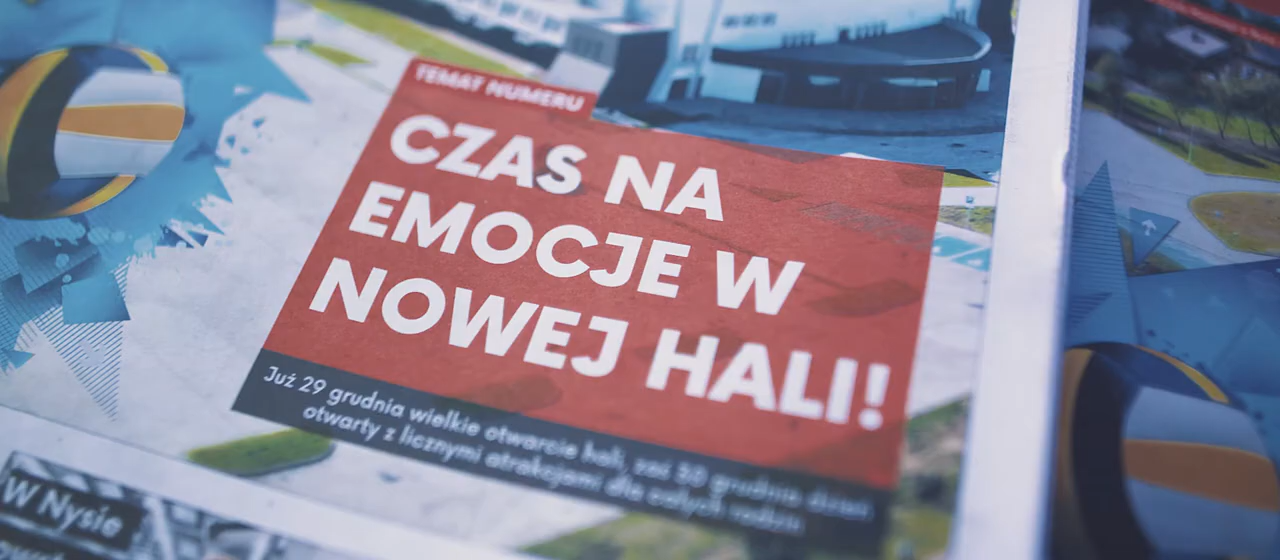 TEMAT NUMERU
CZAS NA
EMOCJE W
NOWEJ HALI!
Już 29 grudnia wielkie otwarcie hali, zaś 30 grudnia dzień
otwarty z licznymi atrakcjami dla całych rodzin
W Nysie